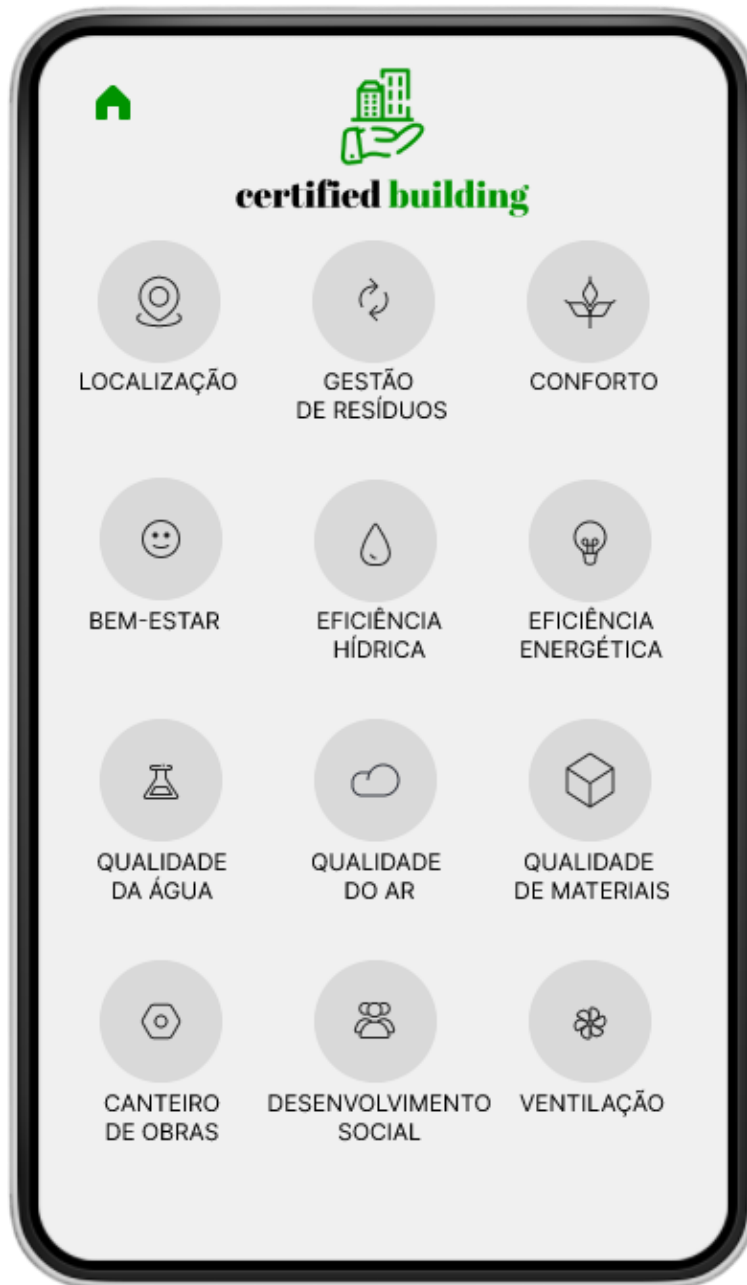 certified building
LOCALIZAÇÃO
GESTÃO
DE RESÍDUOS
CONFORTO
BEM-ESTAR
EFICIÊNCIA
HÍDRICA
EFICIÊNCIA
ENERGÉTICA
QUALIDADE
DA ÁGUA
QUALIDADE
DO AR
QUALIDADE
DE MATERIAIS
CANTEIRO
DE OBRAS
DESENVOLVIMENTO
SOCIAL
VENTILAÇÃO